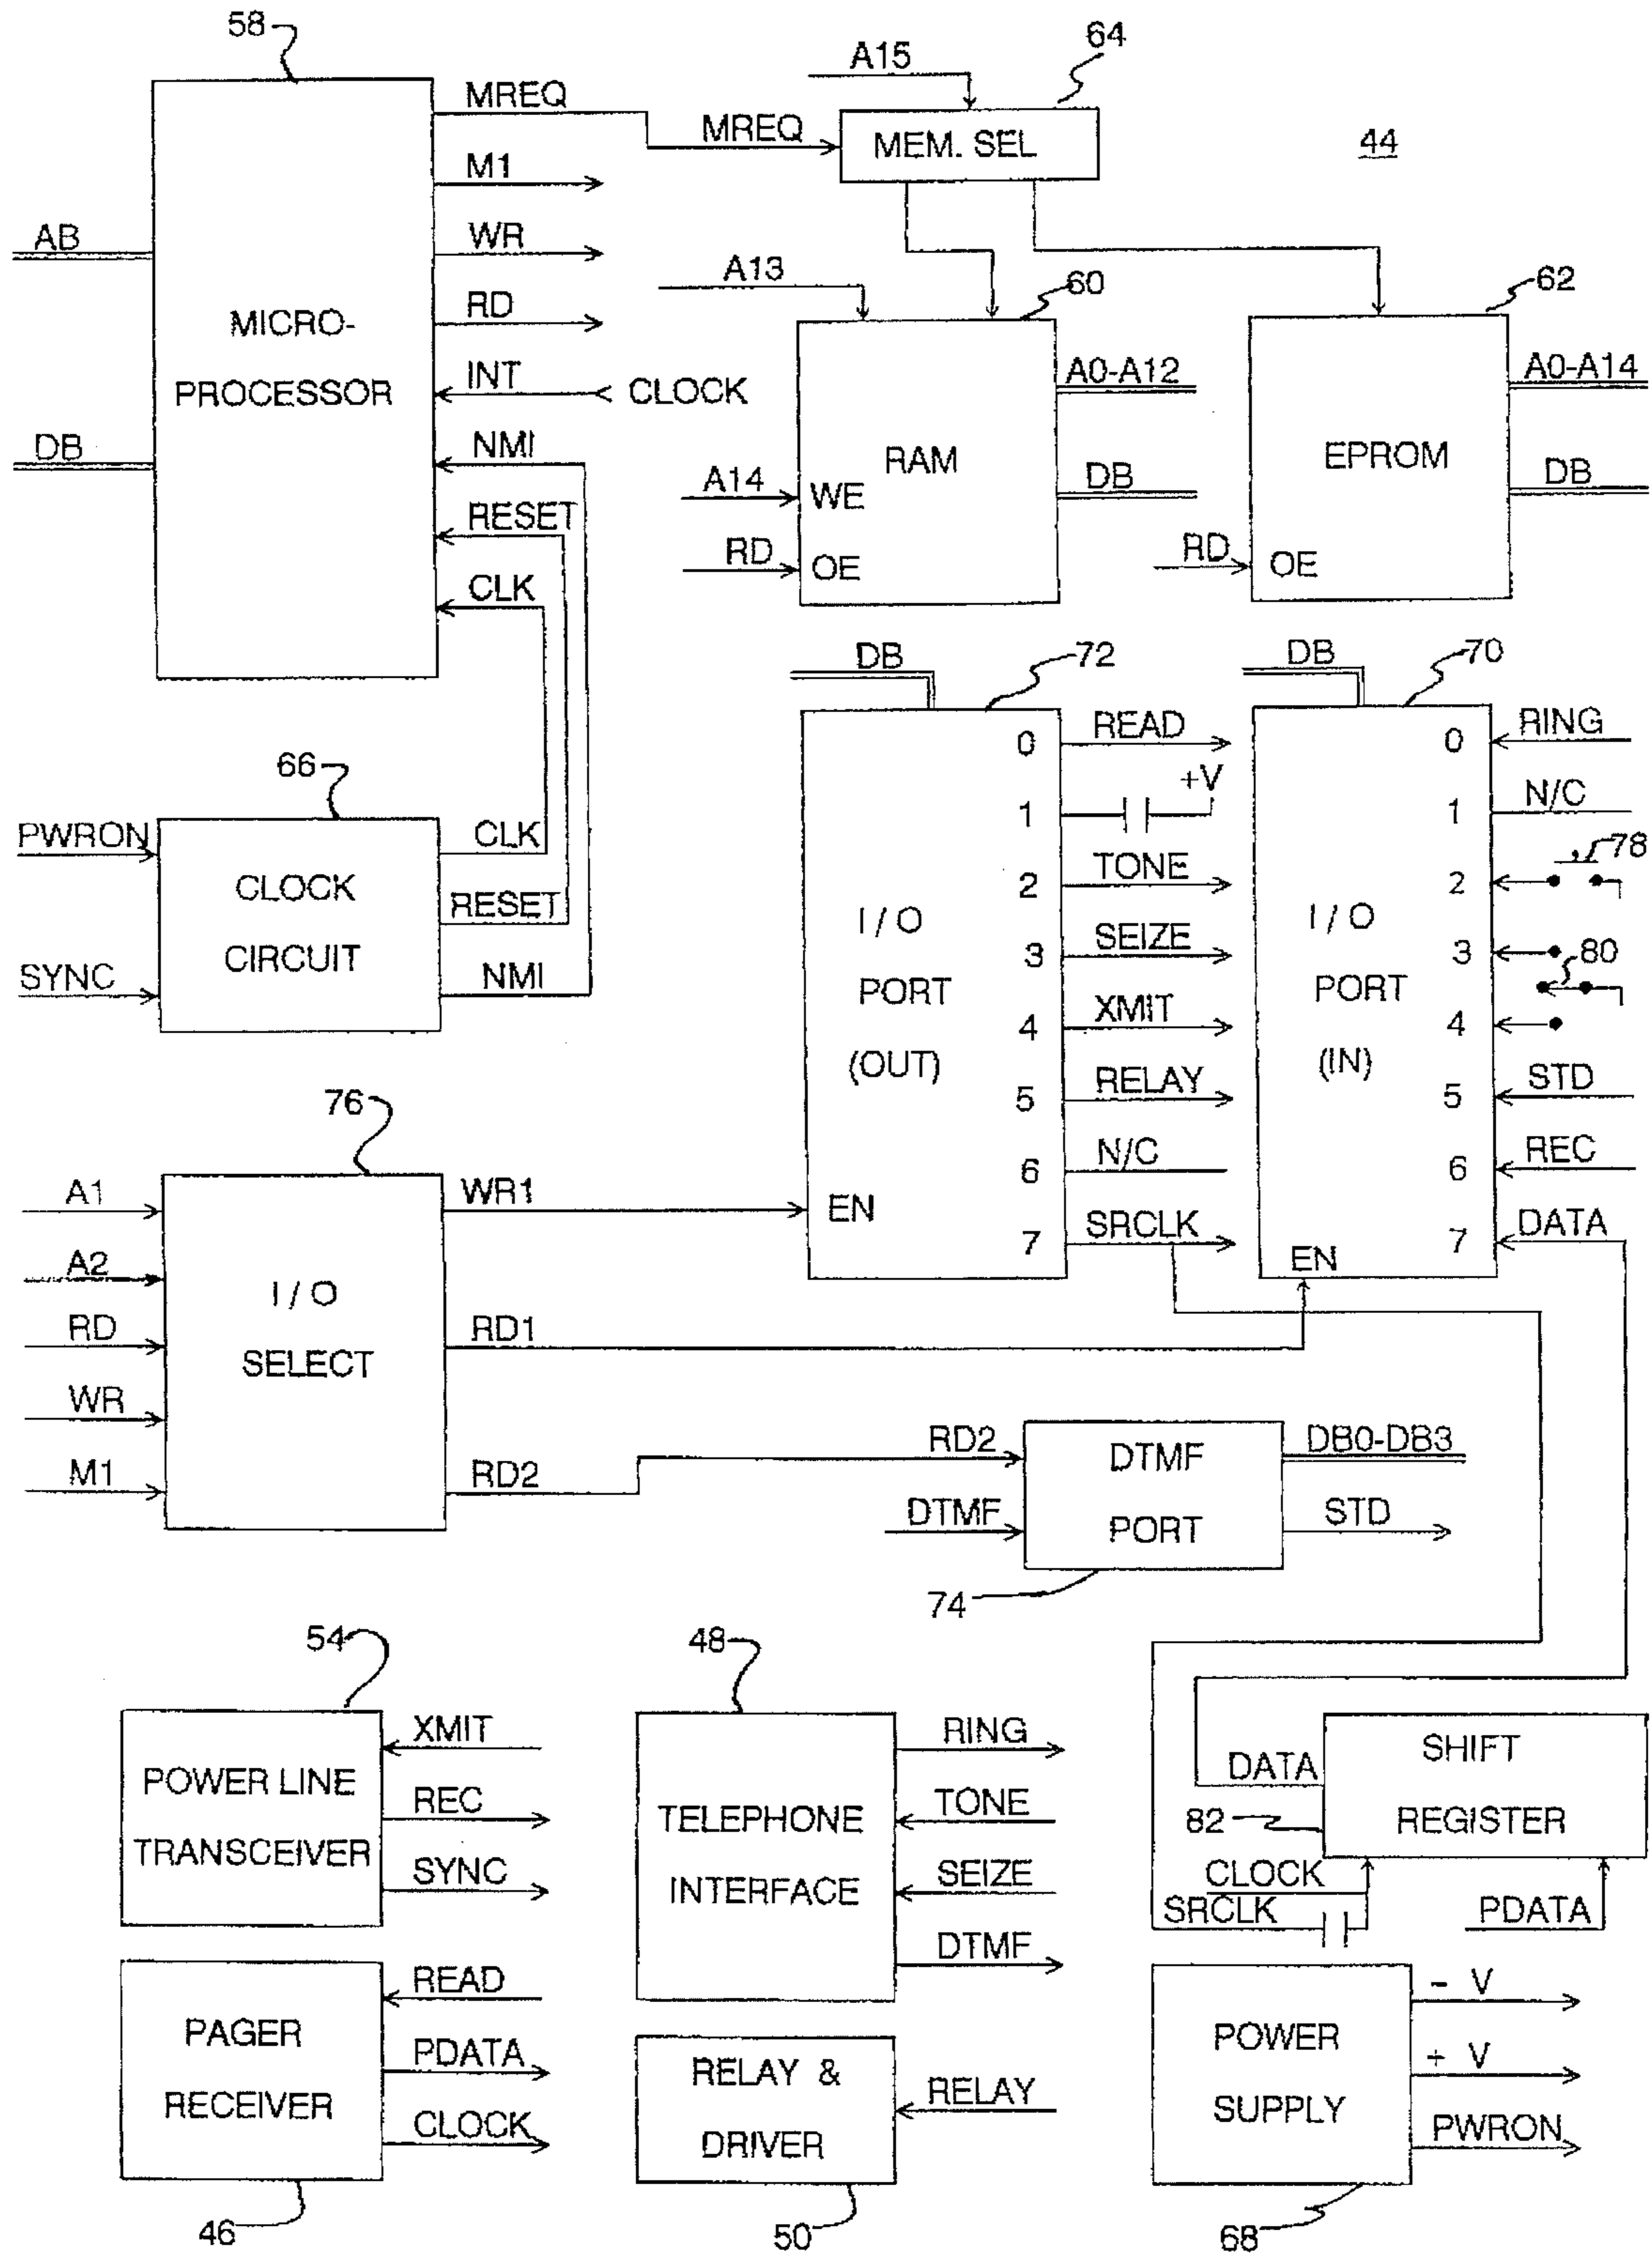 58
MREQ
M1
WR
RD
INT
CLOCK
NMI
RESET
CLK
AB
DB
MICRO-
PROCESSOR
A15
64
MREQ
MEM. SEL
44
A13
60
RAM
A14
WE
RD
OE
A0-A12
DB
62
EPROM
RD
OE
A0-A14
DB
66
PWRON
SYNC
CLOCK
CIRCUIT
CLK
RESET
NMI
DB
72
I / O
PORT
(OUT)
EN
0
READ
1
+V
2
TONE
3
SEIZE
4
XMIT
5
RELAY
6
N/C
7
SRCLK
DB
70
I / O
PORT
(IN)
EN
0
RING
1
N/C
2
78
3
80
4
5
STD
6
REC
7
DATA
76
A1
A2
RD
WR
M1
I / O
SELECT
WR1
RD1
RD2
RD2
DTMF
DTMF
PORT
DB0-DB3
STD
74
54
POWER LINE
TRANSCEIVER
XMIT
REC
SYNC
48
TELEPHONE
INTERFACE
RING
TONE
SEIZE
DTMF
DATA
82
SHIFT
REGISTER
CLOCK
SRCLK
PDATA
PAGER
RECEIVER
READ
PDATA
CLOCK
46
RELAY &
DRIVER
RELAY
50
POWER
SUPPLY
- V
+ V
PWRON
68